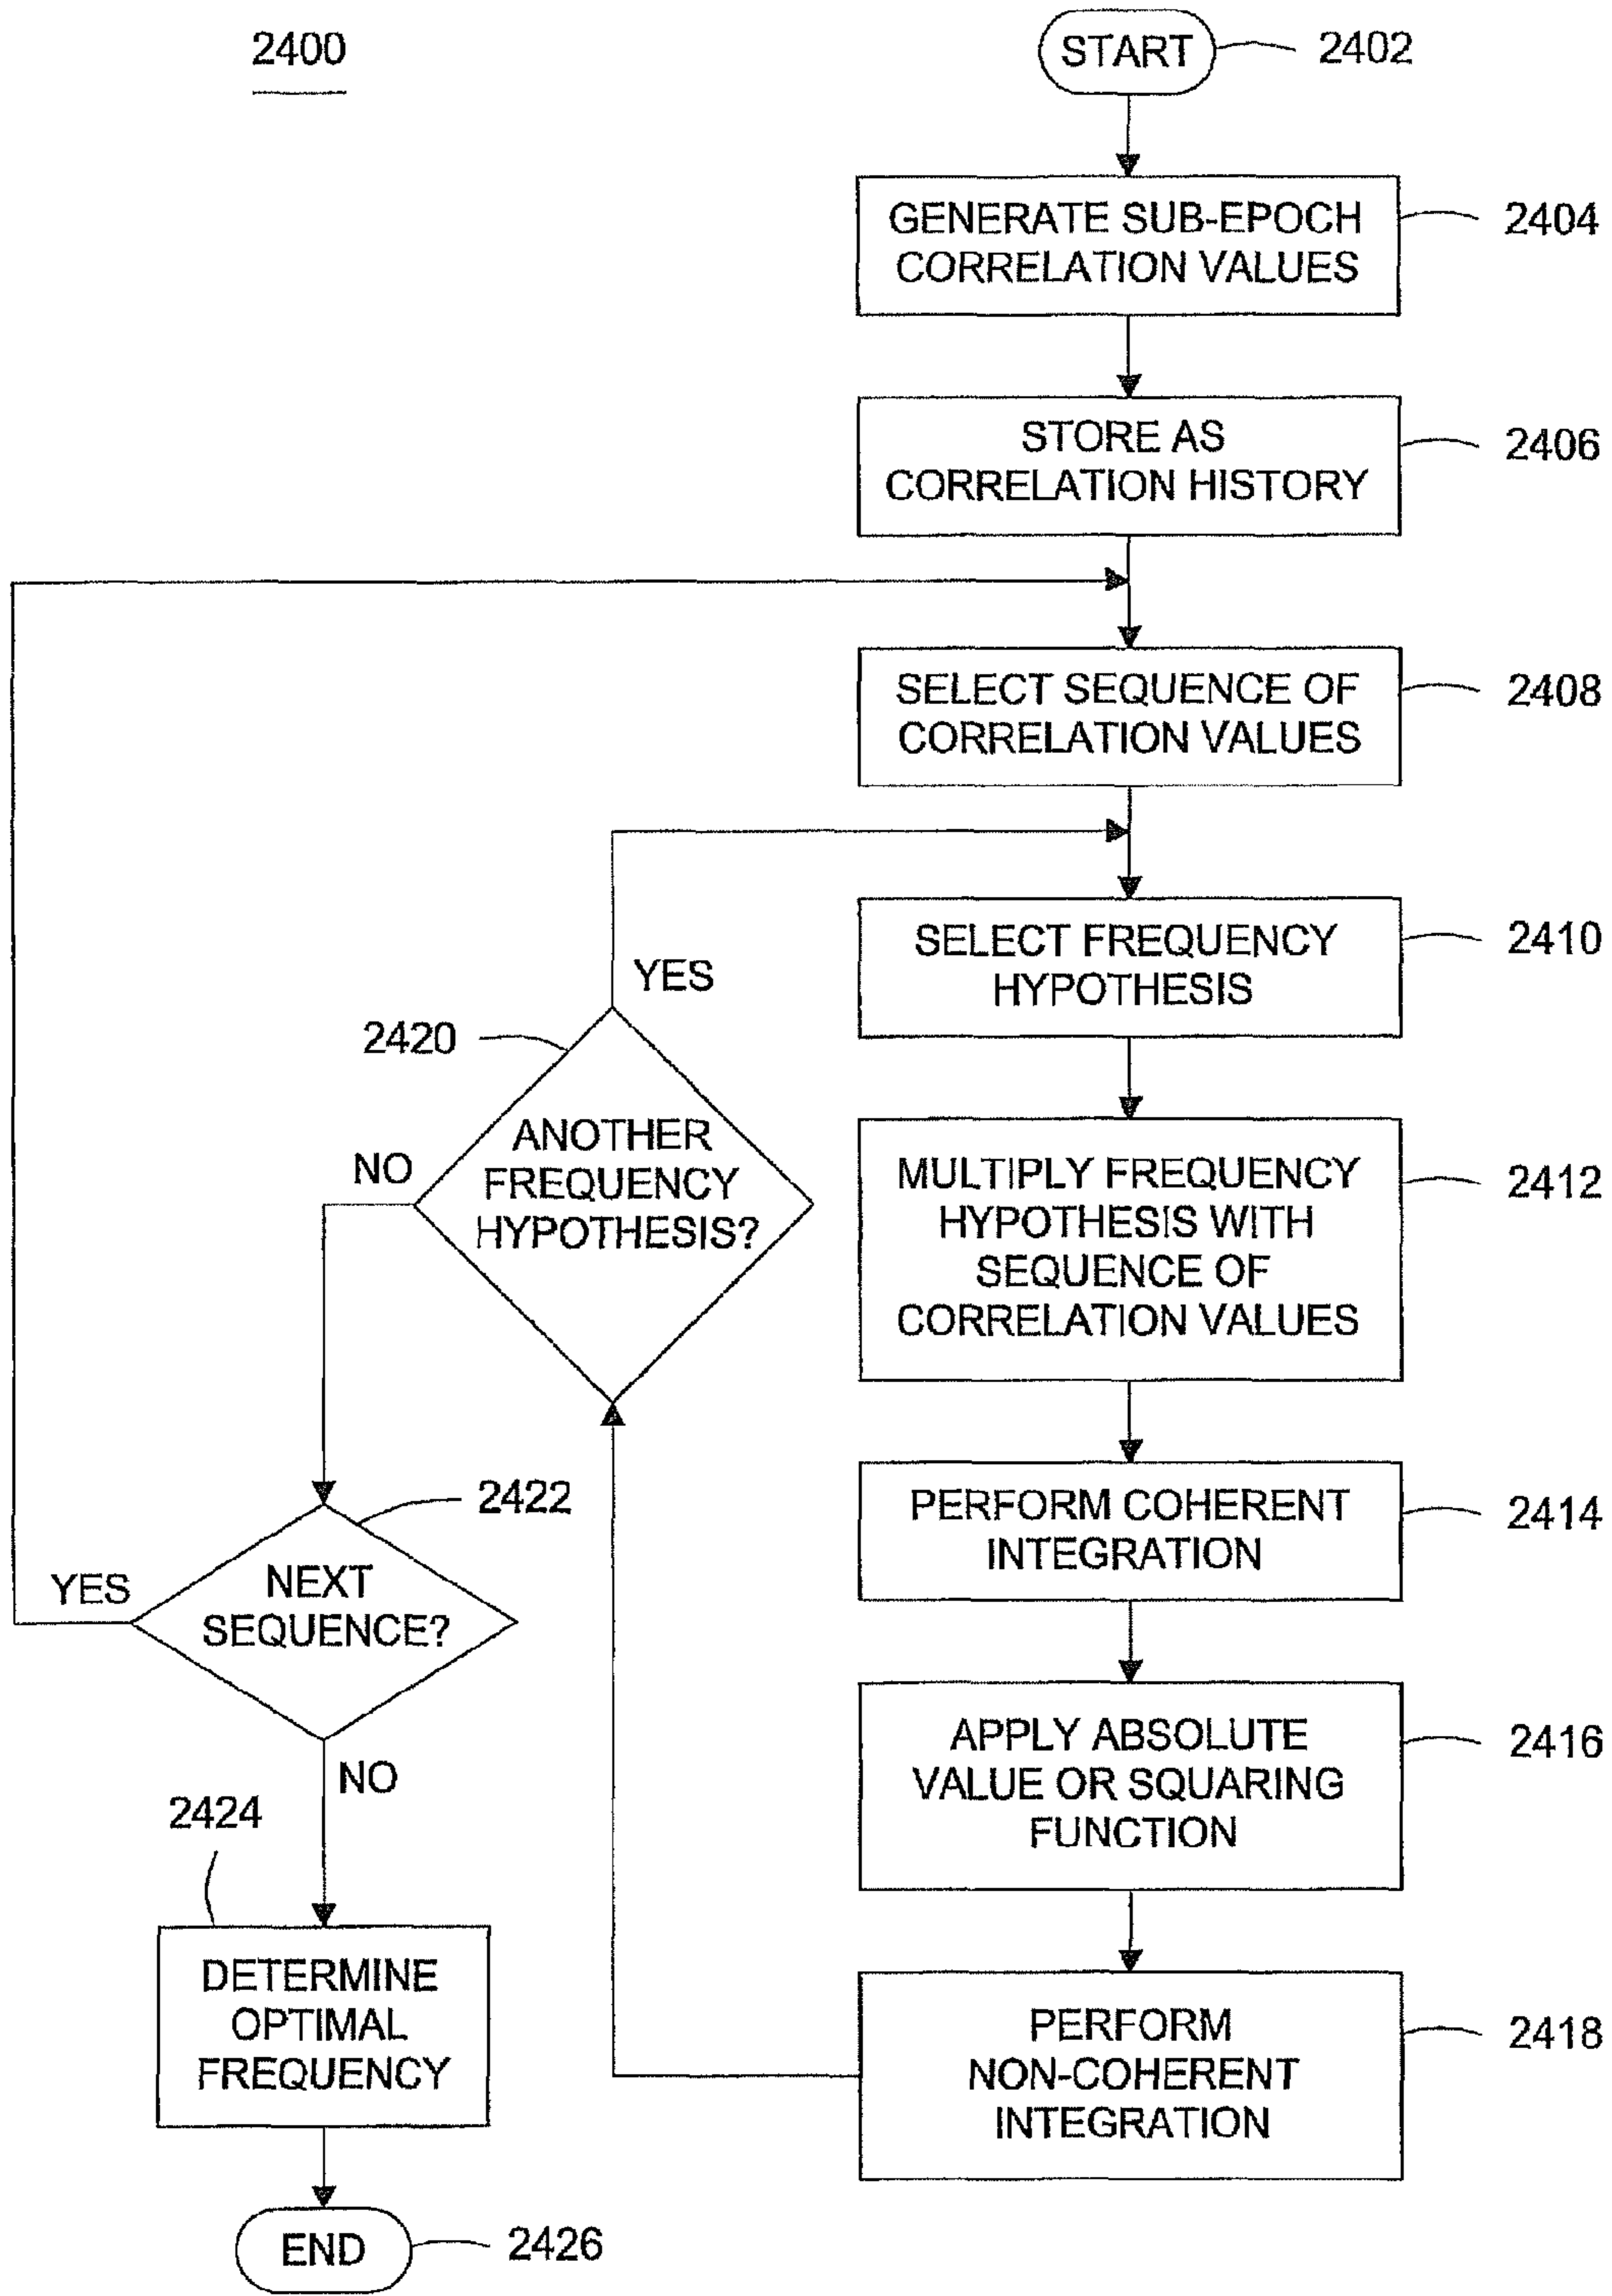 2400
START
2402
GENERATE SUB-EPOCH
CORRELATION VALUES
2404
STORE AS
CORRELATION HISTORY
2406
SELECT SEQUENCE OF
CORRELATION VALUES
2408
SELECT FREQUENCY
HYPOTHESIS
2410
YES
2420
ANOTHER
FREQUENCY
HYPOTHESIS?
NO
MULTIPLY FREQUENCY
HYPOTHESIS WITH
SEQUENCE OF
CORRELATION VALUES
2412
PERFORM COHERENT
INTEGRATION
2414
2422
NEXT
SEQUENCE?
YES
NO
APPLY ABSOLUTE
VALUE OR SQUARING
FUNCTION
2416
2424
DETERMINE
OPTIMAL
FREQUENCY
PERFORM
NON-COHERENT
INTEGRATION
2418
END
2426